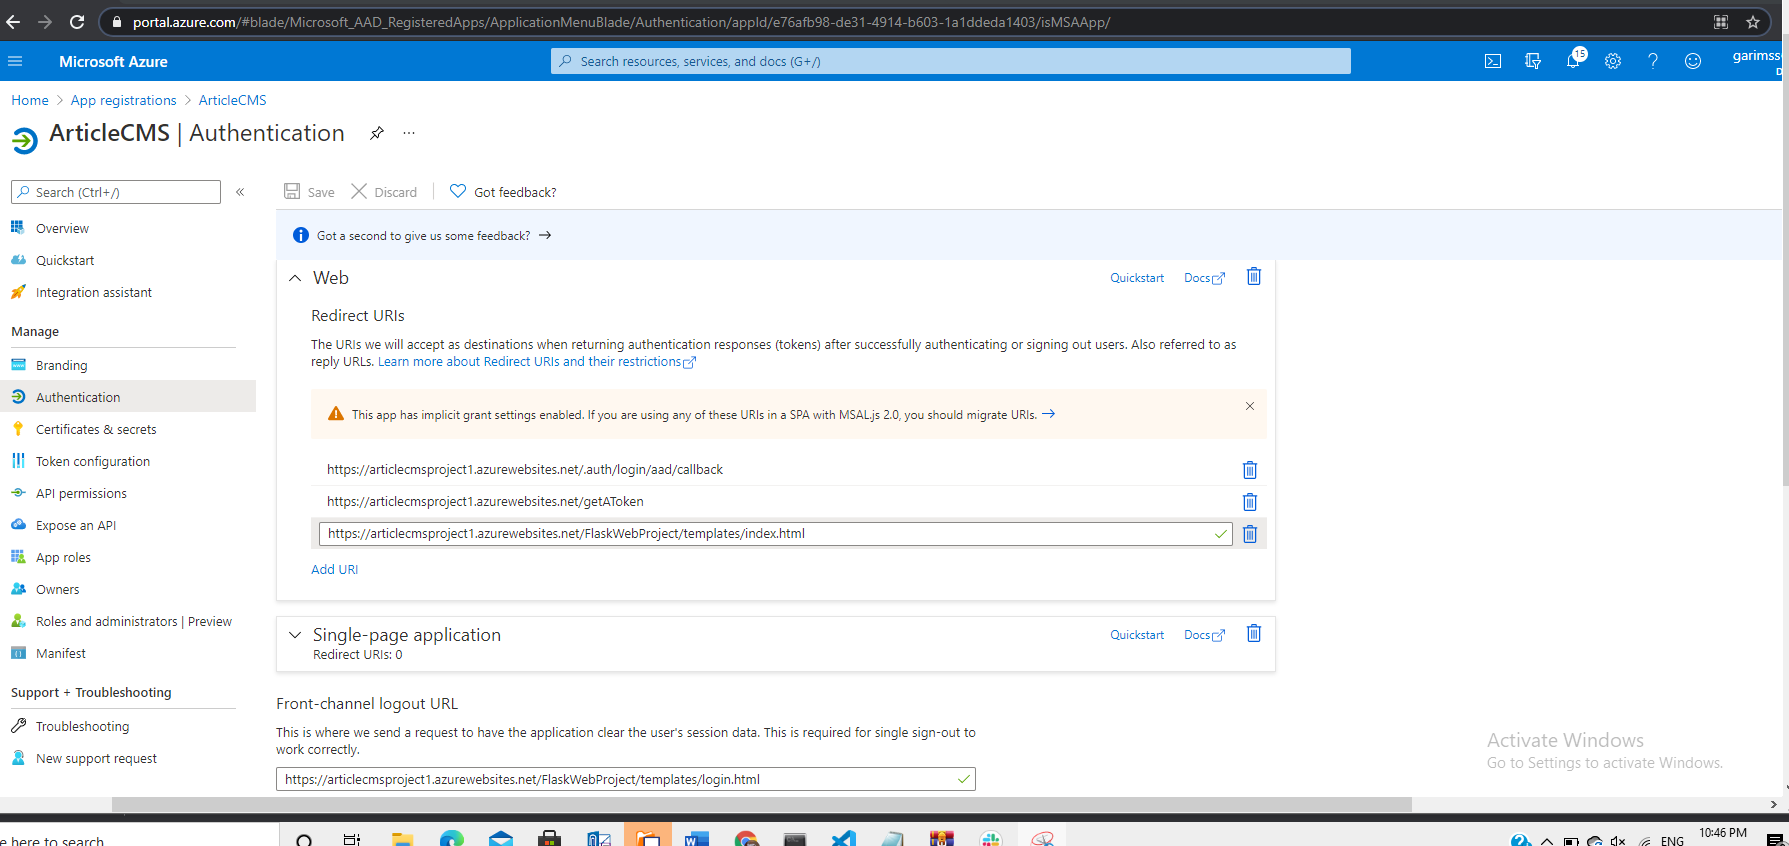 portal.azure.com/#blade/Microsoft_AAD_RegisteredApps/ApplicationMenuBlade/Authentication/appId/e76afb98-de31-4914-b603-1a1ddeda1403/isMSAApp/
Microsoft Azure
Search resources, services, and docs (G+/)
15
garimss
Home > App registrations > ArticleCMS
ArticleCMS | Authentication
Search (Ctrl+/)
Save
Discard
Got feedback?
Overview
Quickstart
Integration assistant
Manage
Branding
Authentication
Certificates & secrets
Token configuration
API permissions
Expose an API
App roles
Owners
Roles and administrators | Preview
Manifest
Support + Troubleshooting
Troubleshooting
New support request
Got a second to give us some feedback? →
Web
Quickstart
Docs
Redirect URIs
The URIs we will accept as destinations when returning authentication responses (tokens) after successfully authenticating or signing out users. Also referred to as
reply URLs. Learn more about Redirect URIs and their restrictions
This app has implicit grant settings enabled. If you are using any of these URIs in a SPA with MSAL.js 2.0, you should migrate URIs. →
https://articlecmsproject1.azurewebsites.net/.auth/login/aad/callback
https://articlecmsproject1.azurewebsites.net/getAToken
https://articlecmsproject1.azurewebsites.net/FlaskWebProject/templates/index.html
Add URI
Single-page application
Quickstart
Docs
Redirect URIs: 0
Front-channel logout URL
This is where we send a request to have the application clear the user's session data. This is required for single sign-out to
work correctly.
https://articlecmsproject1.azurewebsites.net/FlaskWebProject/templates/login.html
Activate Windows
Go to Settings to activate Windows.
e here to search
ENG
10:46 PM